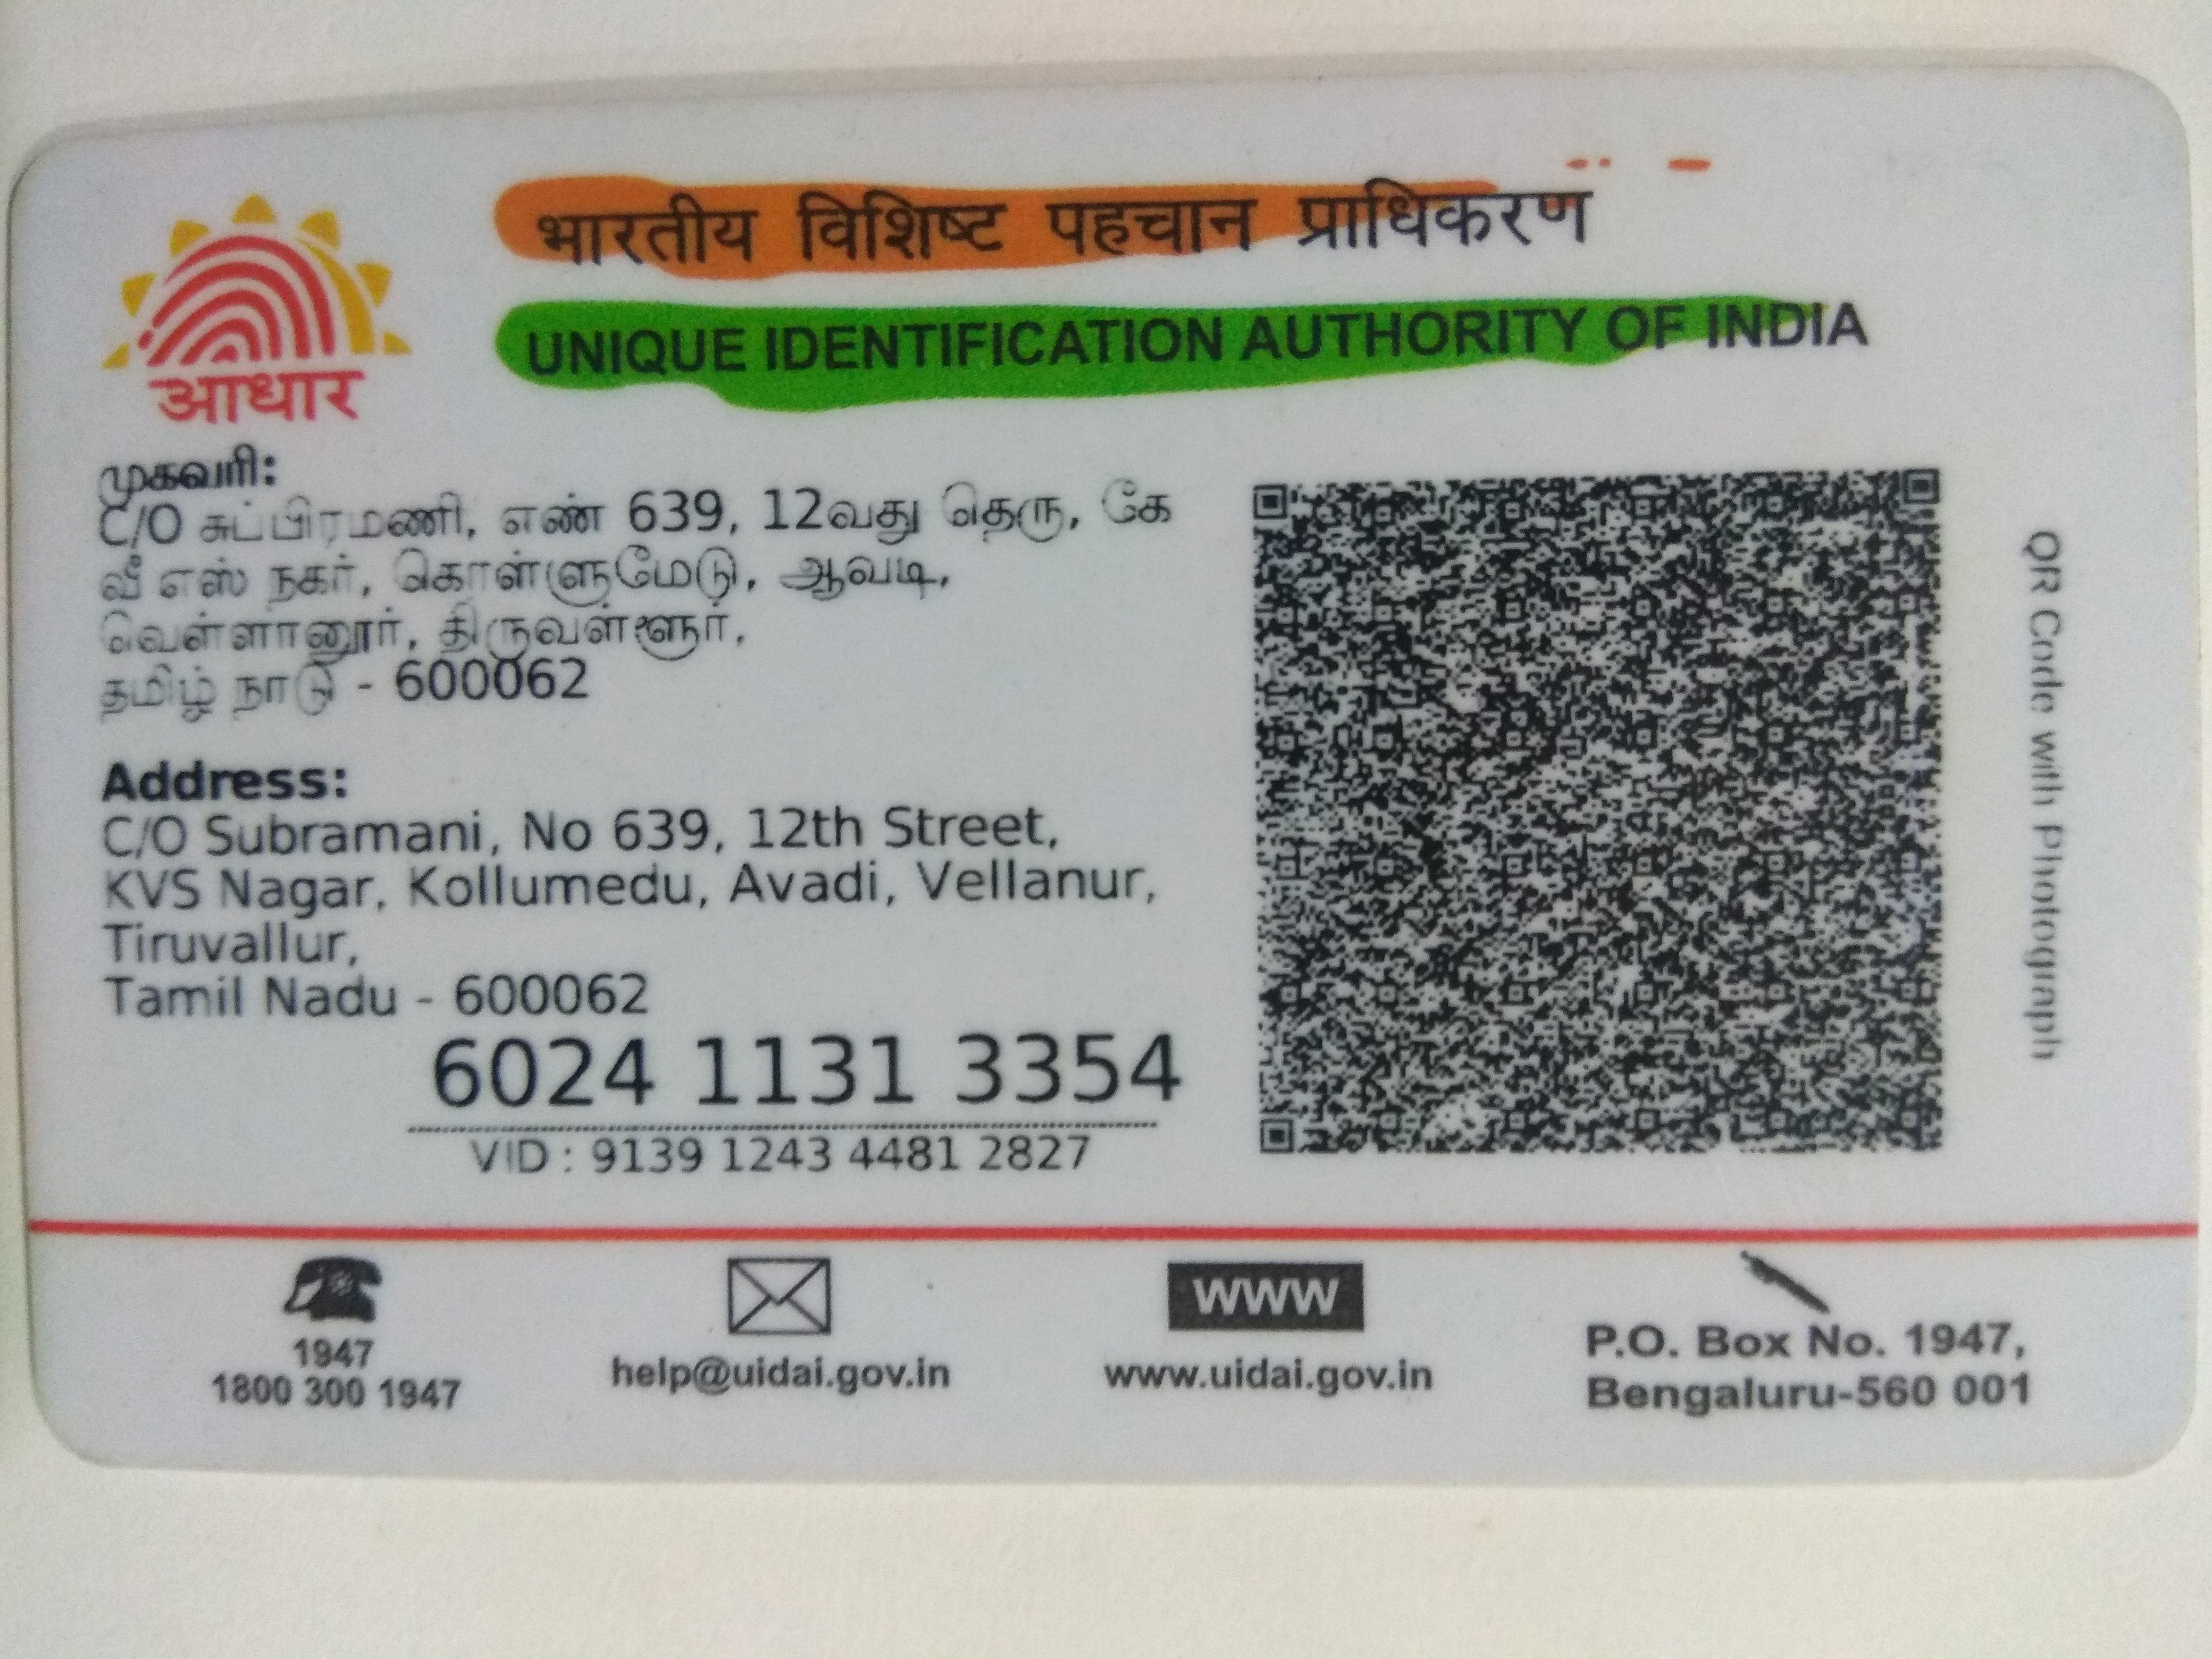 भारतीय विशिष्ट पहचान प्राधिकरण
UNIQUE IDENTIFICATION AUTHORITY OF INDIA
आधार
முகவரி:
C/O சுப்பிரமணி, எண் 639, 12வது தெரு, கே
வீ எஸ் நகர், கொள்ளுமேடு, ஆவடி,
வெள்ளானூர், திருவள்ளூர்,
தமிழ் நாடு - 600062
Address:
C/O Subramani, No 639, 12th Street,
KVS Nagar, Kollumedu, Avadi, Vellanur,
Tiruvallur,
Tamil Nadu - 600062
6024 1131 3354
VID : 9139 1243 4481 2827
QR Code with Photograph
1947
1800 300 1947
help@uidai.gov.in
WWW
www.uidai.gov.in
P.O. Box No. 1947,
Bengaluru-560 001